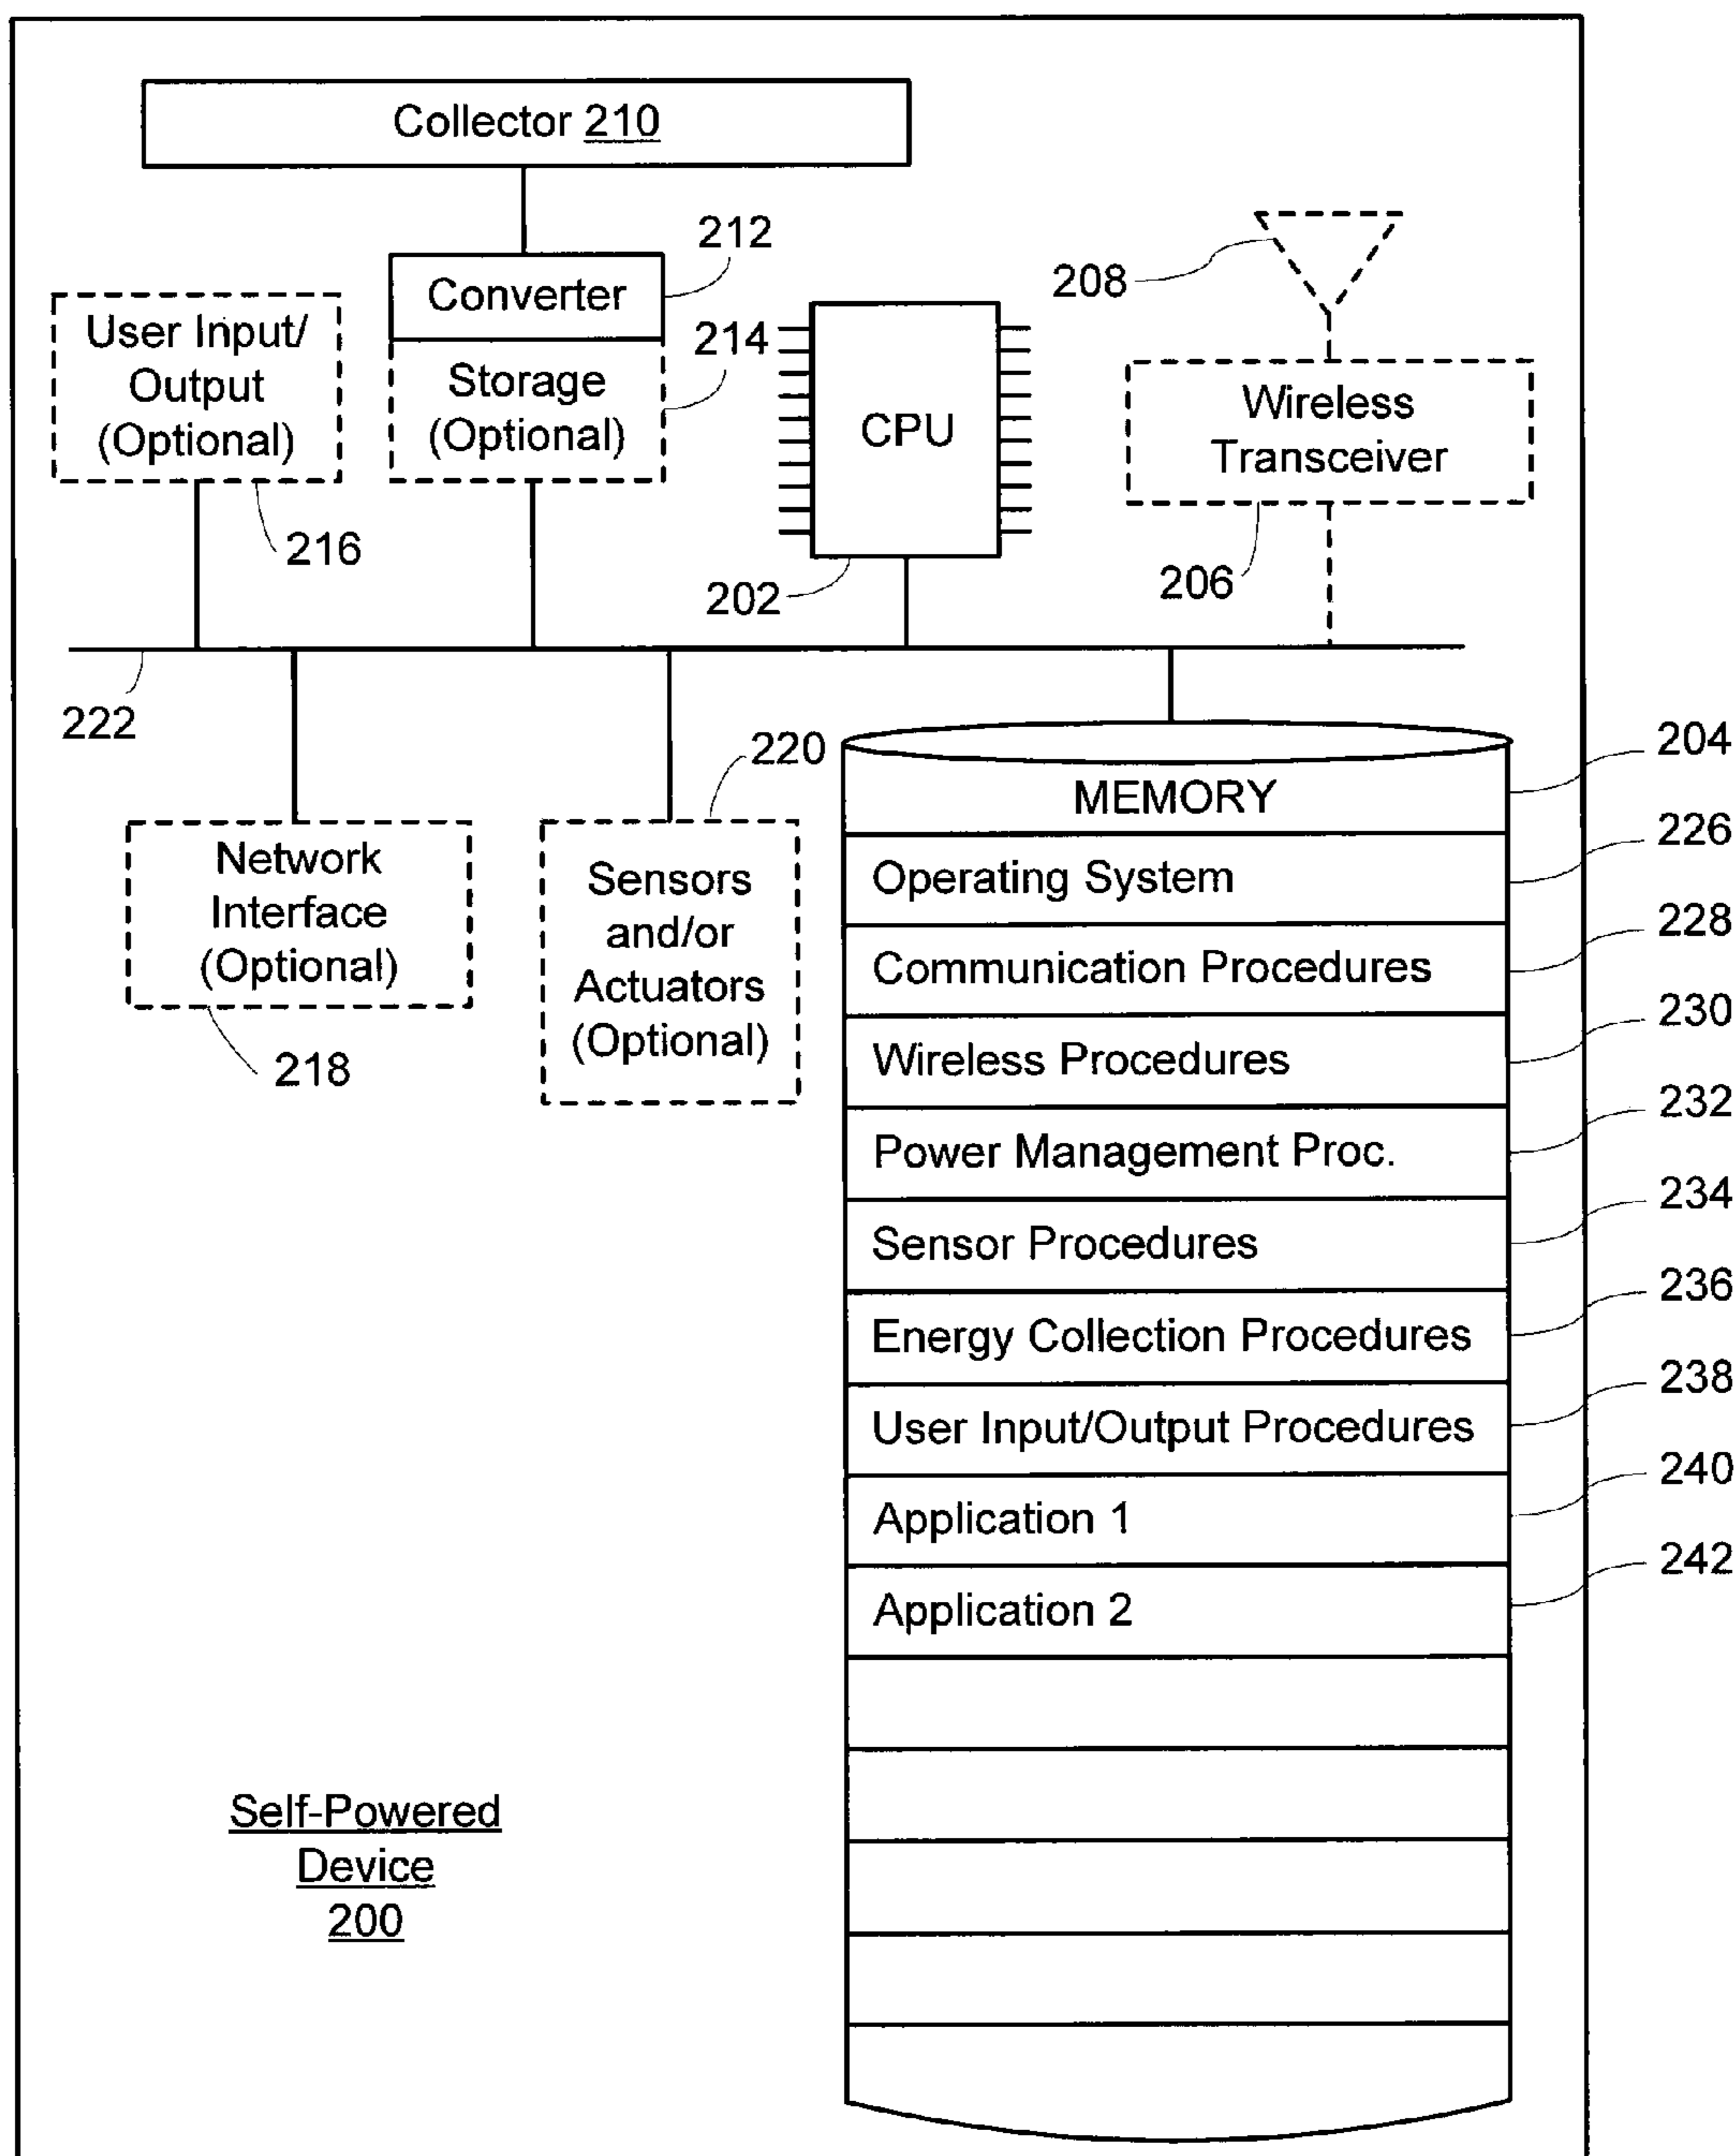 Collector 210
212
Converter
208
User Input/
Output
(Optional)
214
Storage
(Optional)
CPU
Wireless
Transceiver
216
202
206
222
220
204
MEMORY
Network
Interface
(Optional)
Sensors
and/or
Actuators
(Optional)
218
226
Operating System
228
Communication Procedures
230
Wireless Procedures
232
Power Management Proc.
234
Sensor Procedures
236
Energy Collection Procedures
238
User Input/Output Procedures
240
Application 1
242
Application 2
Self-Powered
Device
200